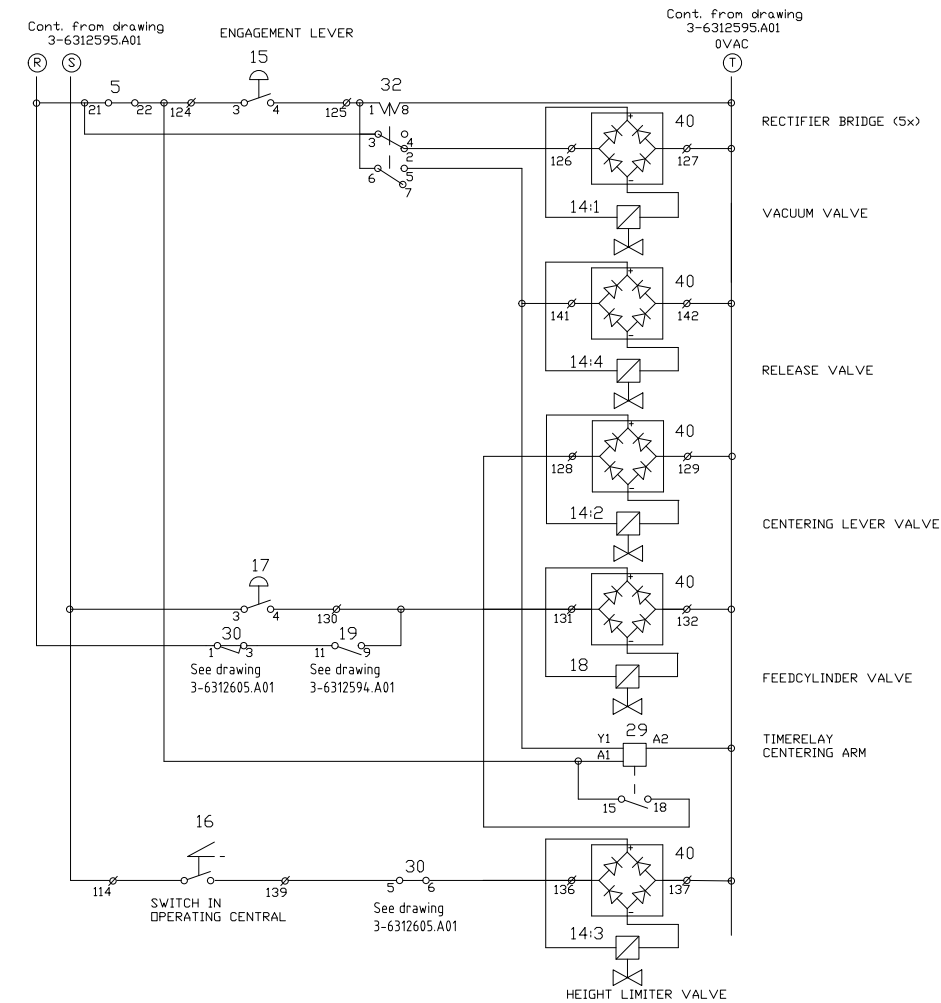 Cont. from drawing
3-6312595.A01
R
S
ENGAGEMENT LEVER
Cont. from drawing
3-6312595.A01
0VAC
T
15
5
32
21
22
124
3
4
125
1
8
3
4
2
6
5
7
126
127
40
RECTIFIER BRIDGE (5x)
+
-
14:1
VACUUM VALVE
40
+
141
142
-
14:4
RELEASE VALVE
40
+
128
129
-
14:2
CENTERING LEVER VALVE
17
40
+
3
4
130
131
132
-
30
19
1
3
11
9
See drawing
3-6312605.A01
See drawing
3-6312594.A01
18
FEEDCYLINDER VALVE
29
Y1
A2
A1
TIMERELAY
CENTERING ARM
15
18
16
40
+
30
114
139
5
6
136
137
-
SWITCH IN
OPERATING CENTRAL
See drawing
3-6312605.A01
14:3
HEIGHT LIMITER VALVE